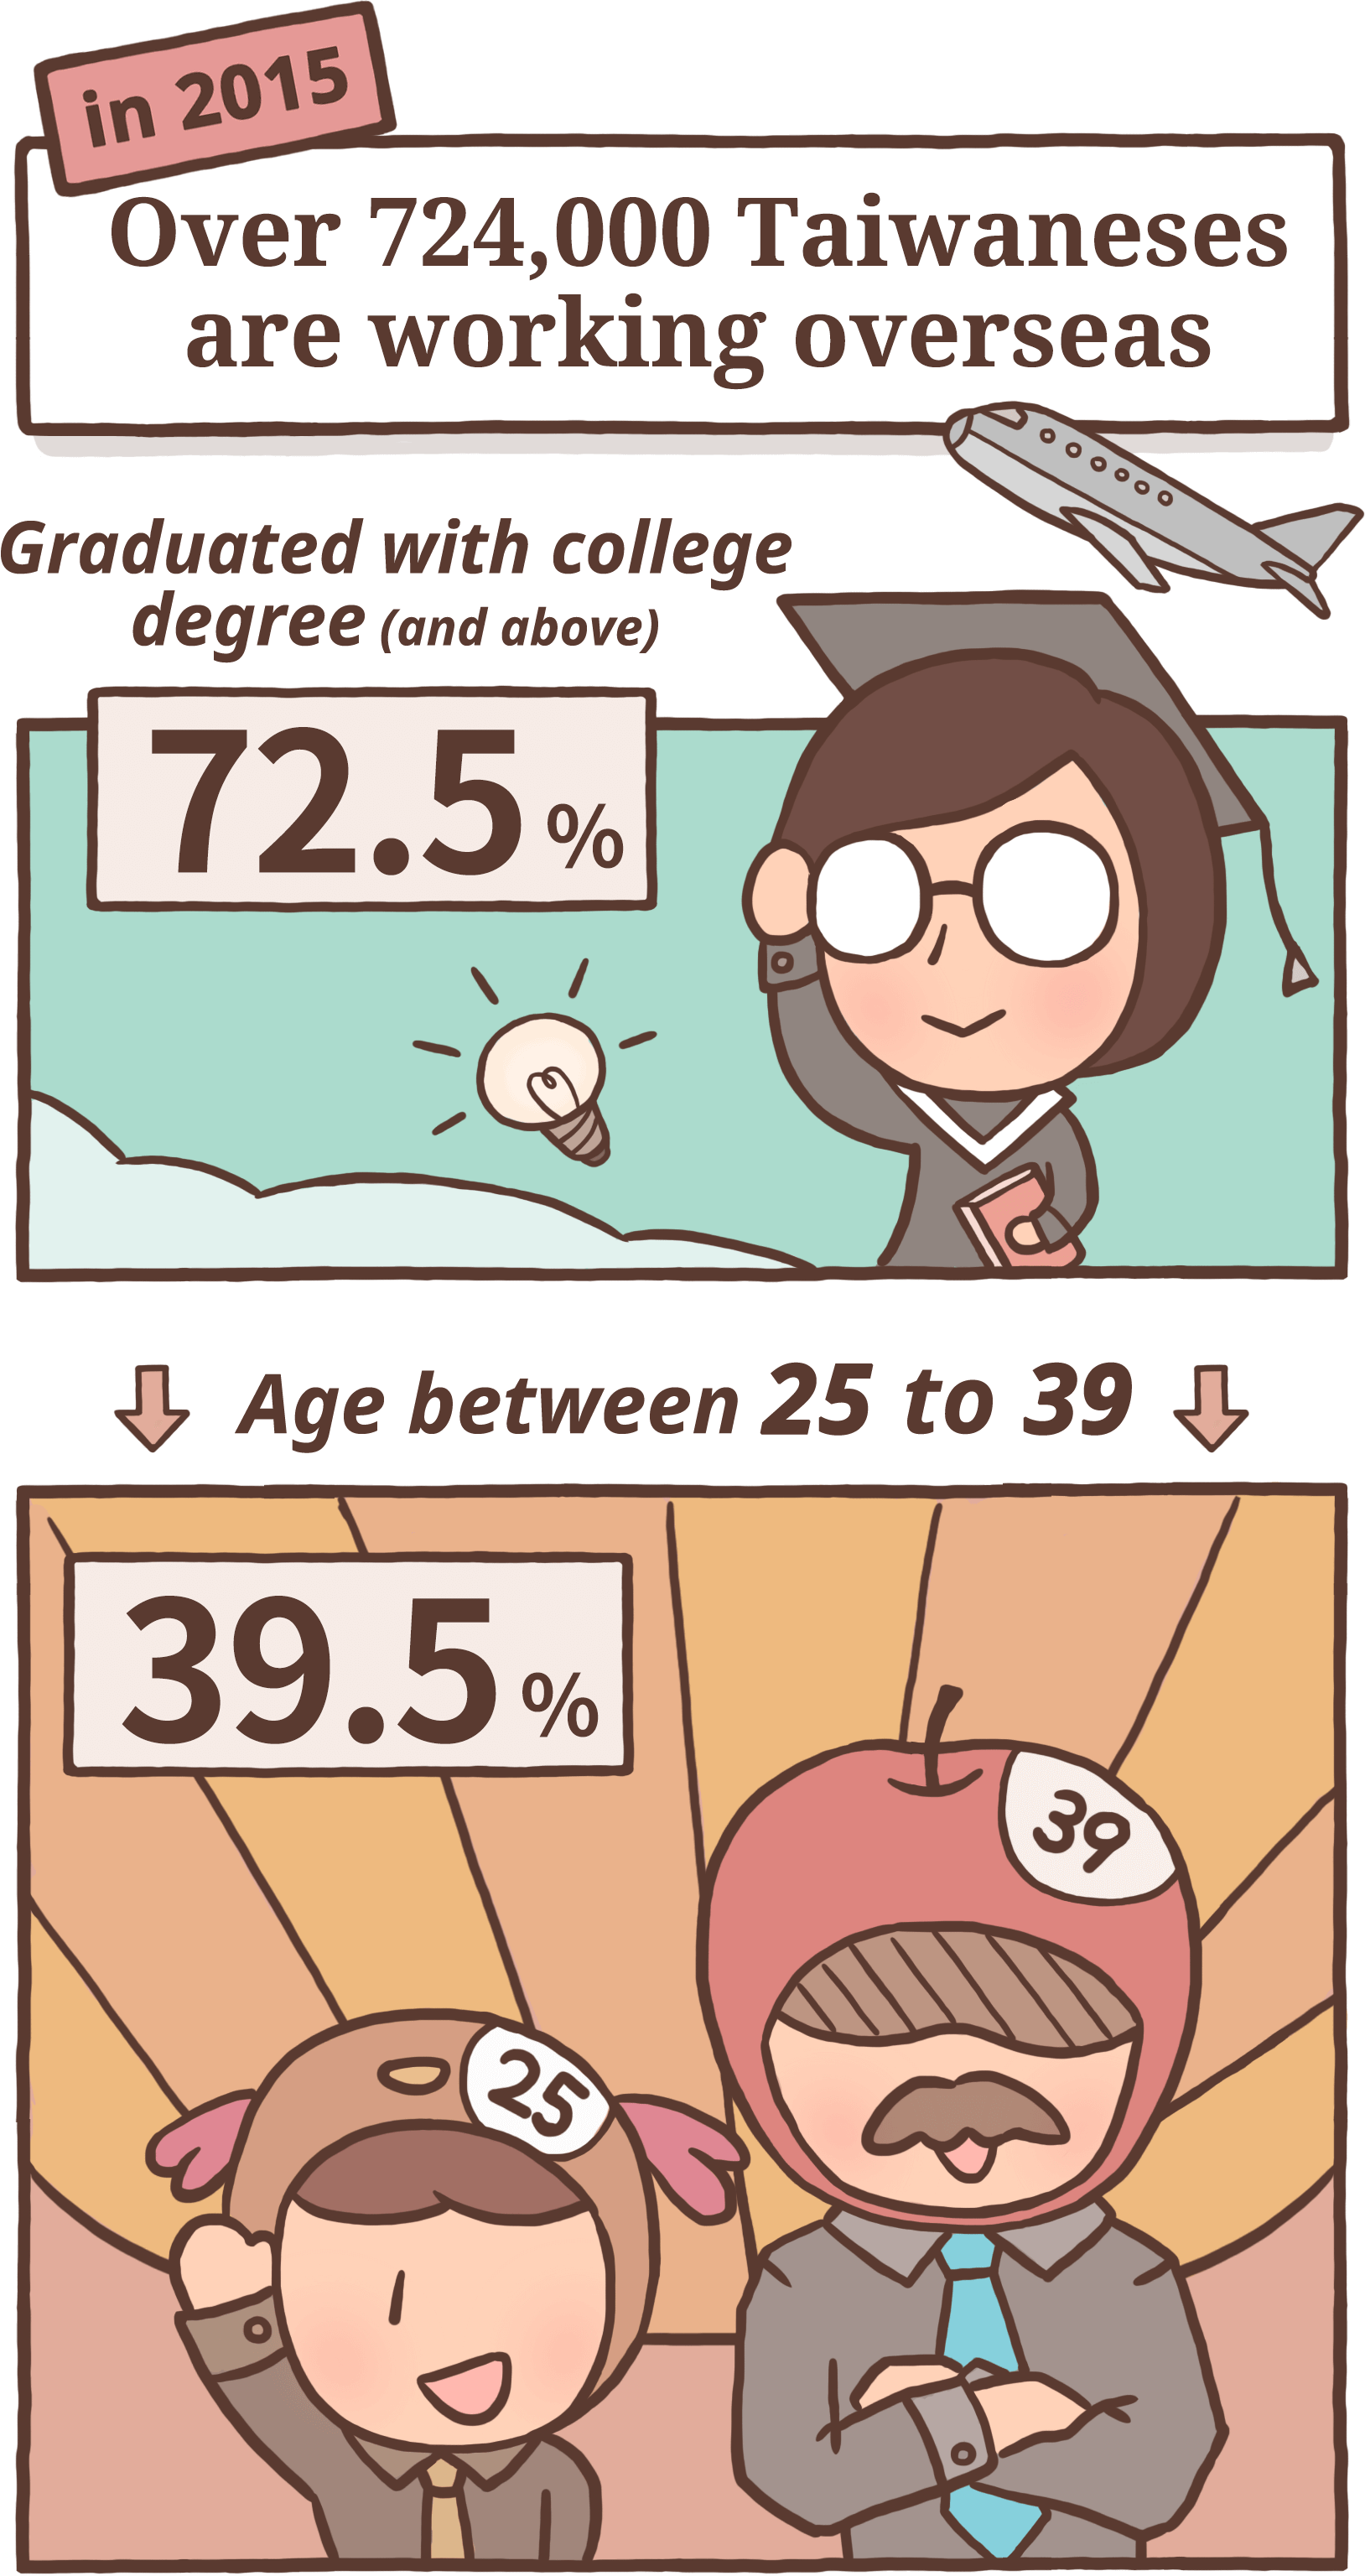 in 2015
Over 724,000 Taiwaneses
are working overseas
Graduated with college
degree (and above)
72.5 %
Age between 25 to 39
39.5 %
39
25